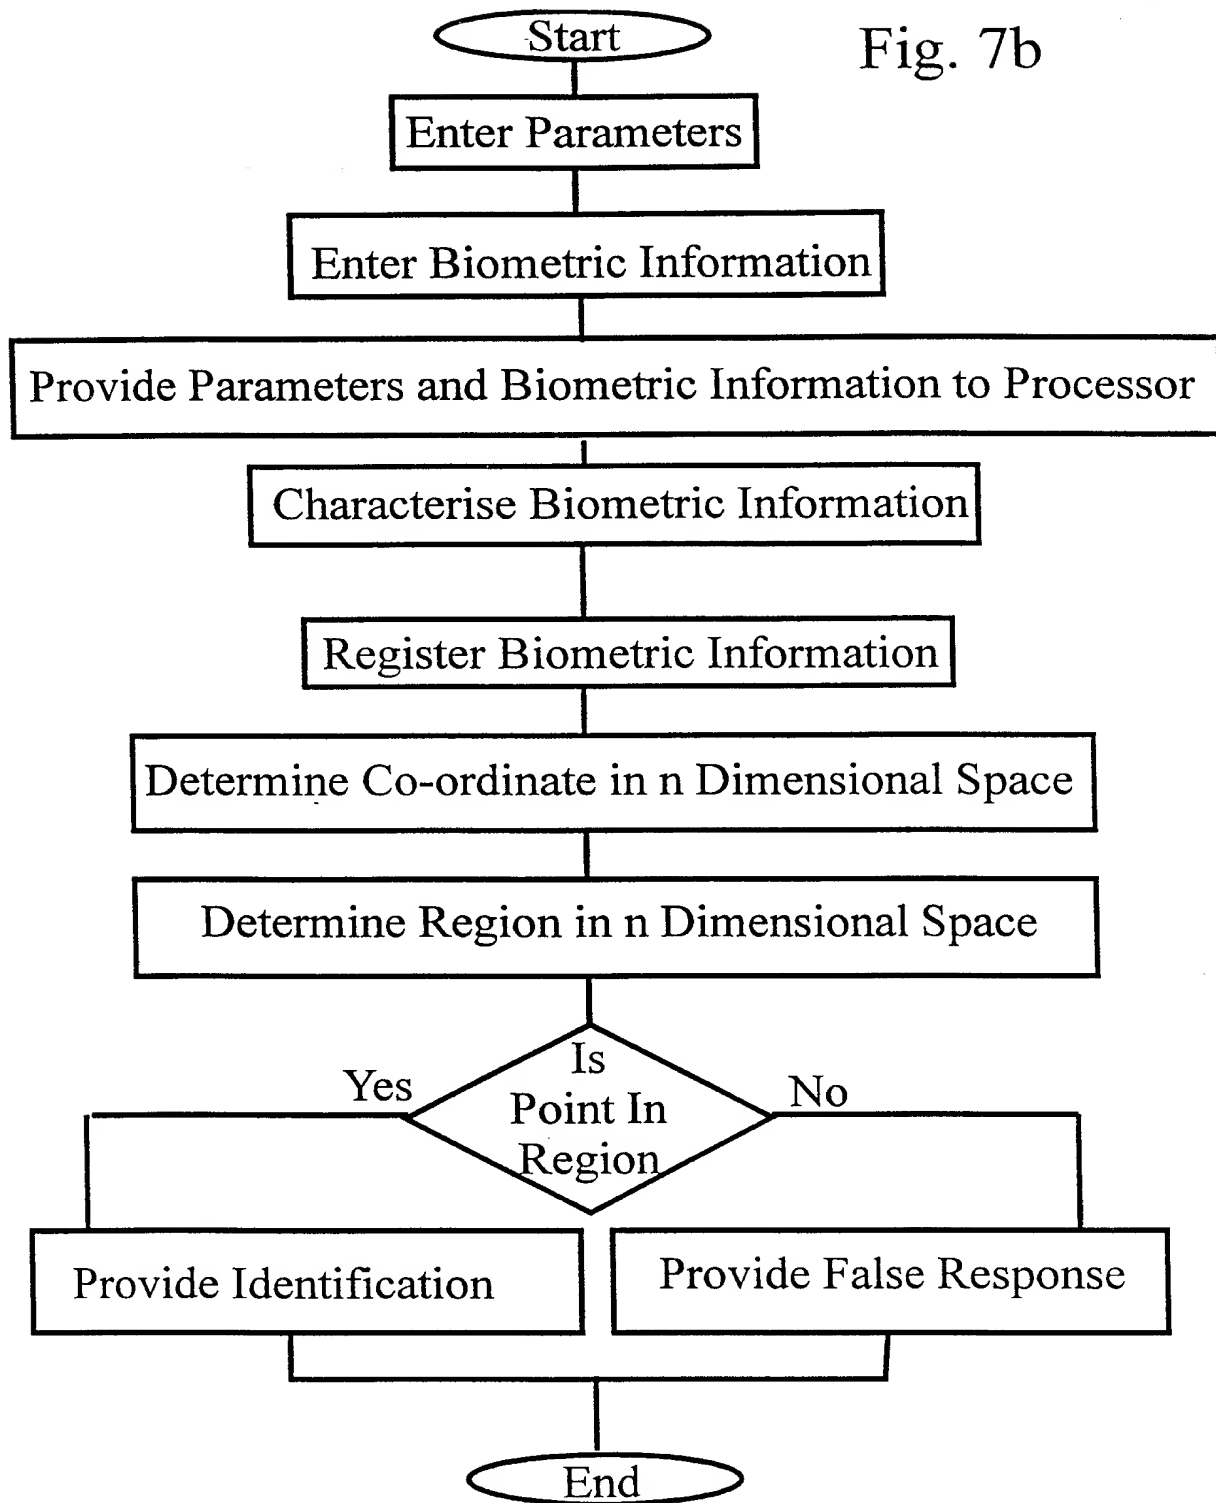 Start
Fig. 7b
Enter Parameters
Enter Biometric Information
Provide Parameters and Biometric Information to Processor
Characterise Biometric Information
Register Biometric Information
Determine Co-ordinate in n Dimensional Space
Determine Region in n Dimensional Space
Is
Point In
Region
Yes
No
Provide Identification
Provide False Response
End